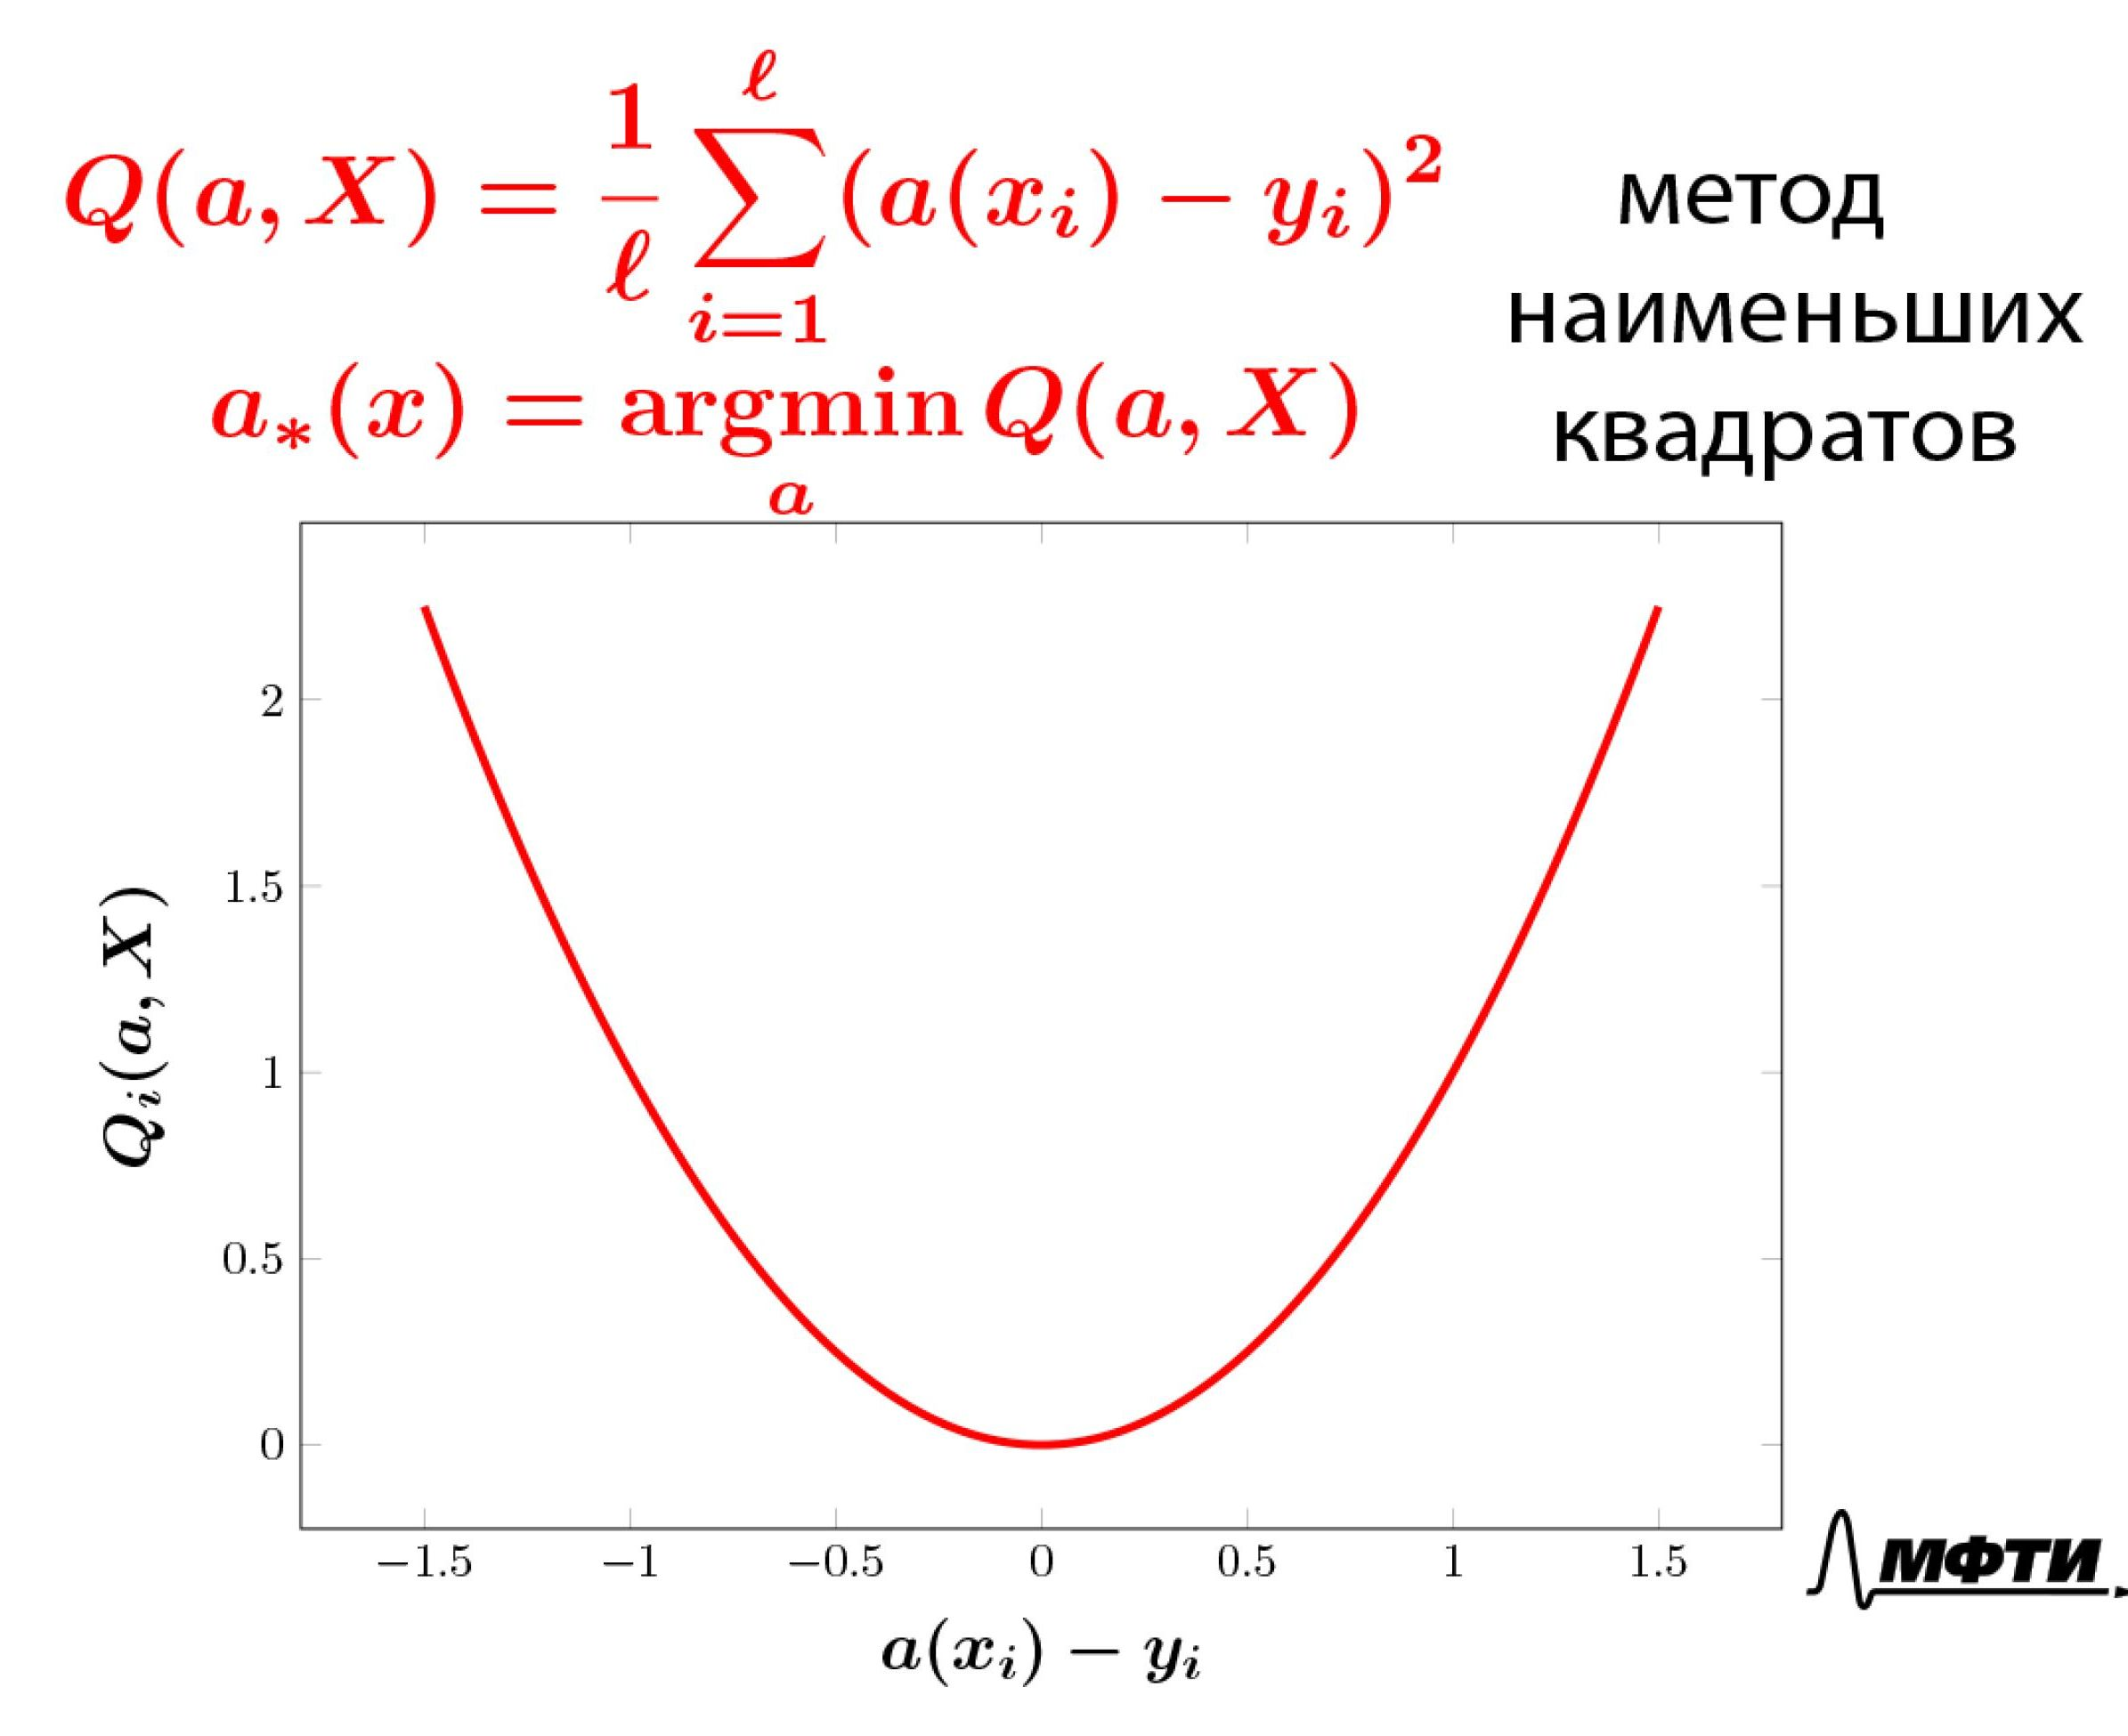 Q(a, X) = 1/ℓ ∑_{i=1}^{ℓ} (a(x_i) − y_i)²
a_*(x) = argmin_a Q(a, X)
метод
наименьших
квадратов
Q_i(a, X)
2
1.5
1
0.5
0
−1.5 −1 −0.5 0 0.5 1 1.5
a(x_i) − y_i
МФТИ